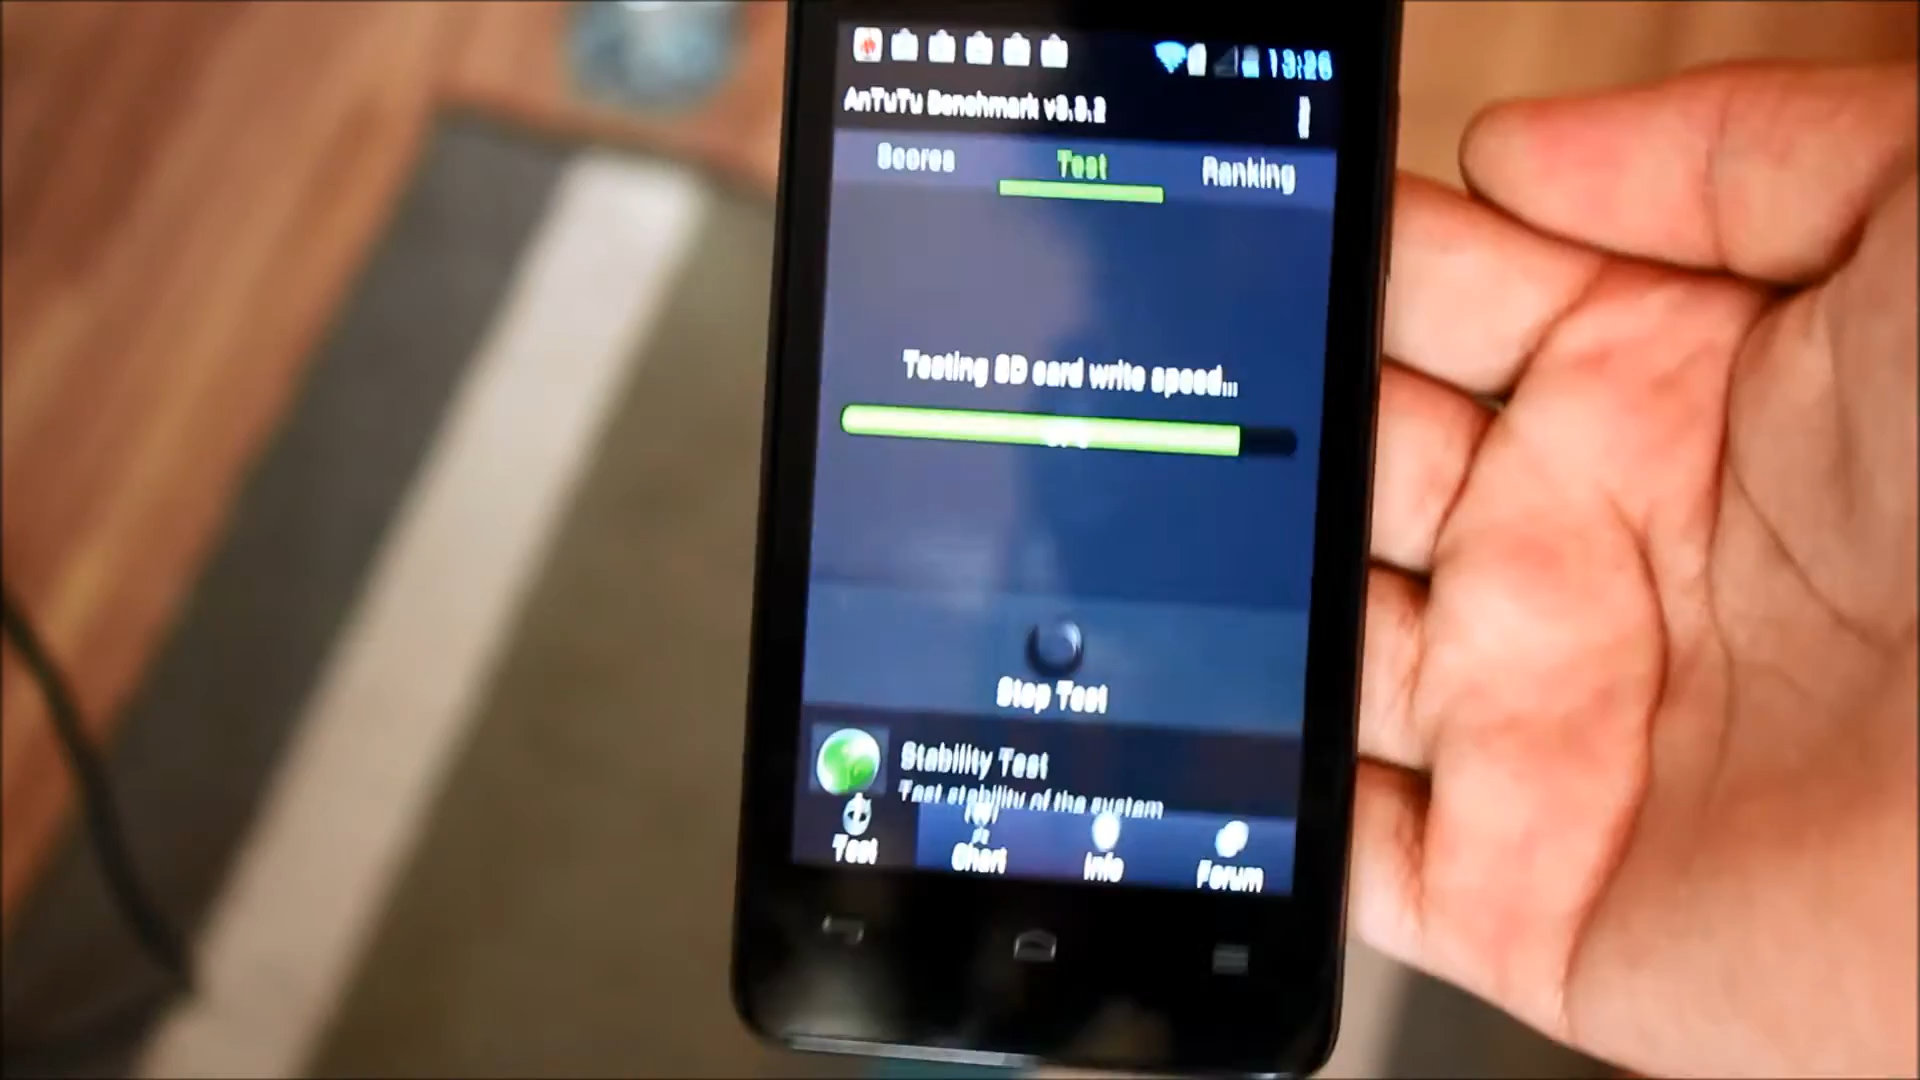 13:26
AnTuTu Benchmark v3.3.2
Scores Test Ranking
Testing SD card write speed...
Stop Test
Stability Test
Test stability of the system
Test Chart Info Forum